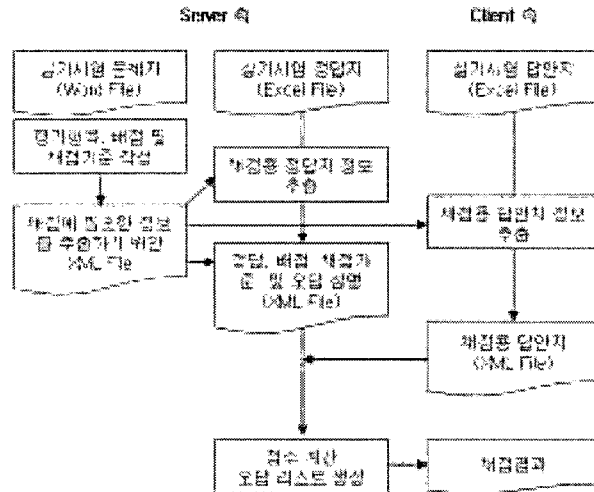 Server 측
Client 측
실기시험 문제지
(Word File)
실기시험 정답지
(Excel File)
실기시험 답안지
(Excel File)
평가항목, 배점 및
채점기준 작성
채점용 정답지 정보
추출
채점에 필요한 정보
를 추출하기 위한
XML File
채점용 답안지 정보
추출
정답, 배점 채점기
준 및 오답 설명
(XML File)
채점용 답안지
(XML File)
점수 계산
오답 리스트 생성
채점결과